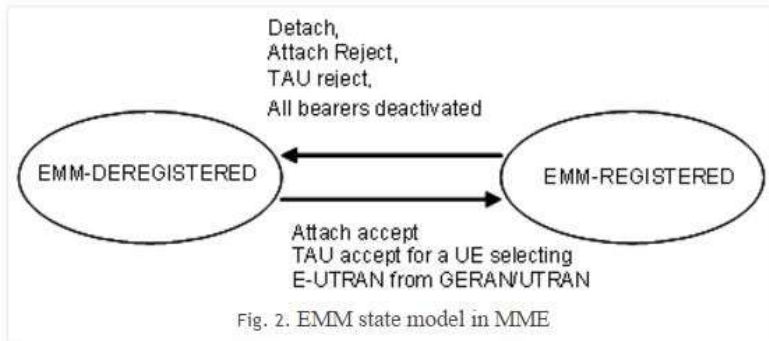 Detach,
Attach Reject,
TAU reject,
All bearers deactivated
EMM-DEREGISTERED
EMM-REGISTERED
Attach accept
TAU accept for a UE selecting
E-UTRAN from GERAN/UTRAN
Fig. 2. EMM state model in MME